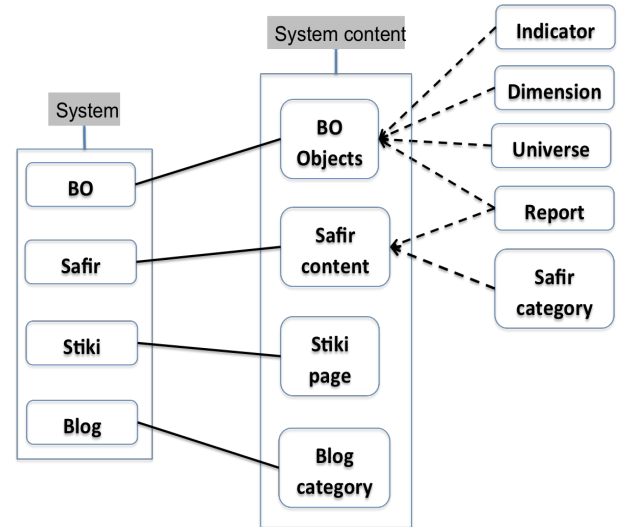 System
BO
Safir
Stiki
Blog
System content
BO
Objects
Safir
content
Stiki
page
Blog
category
Indicator
Dimension
Universe
Report
Safir
category